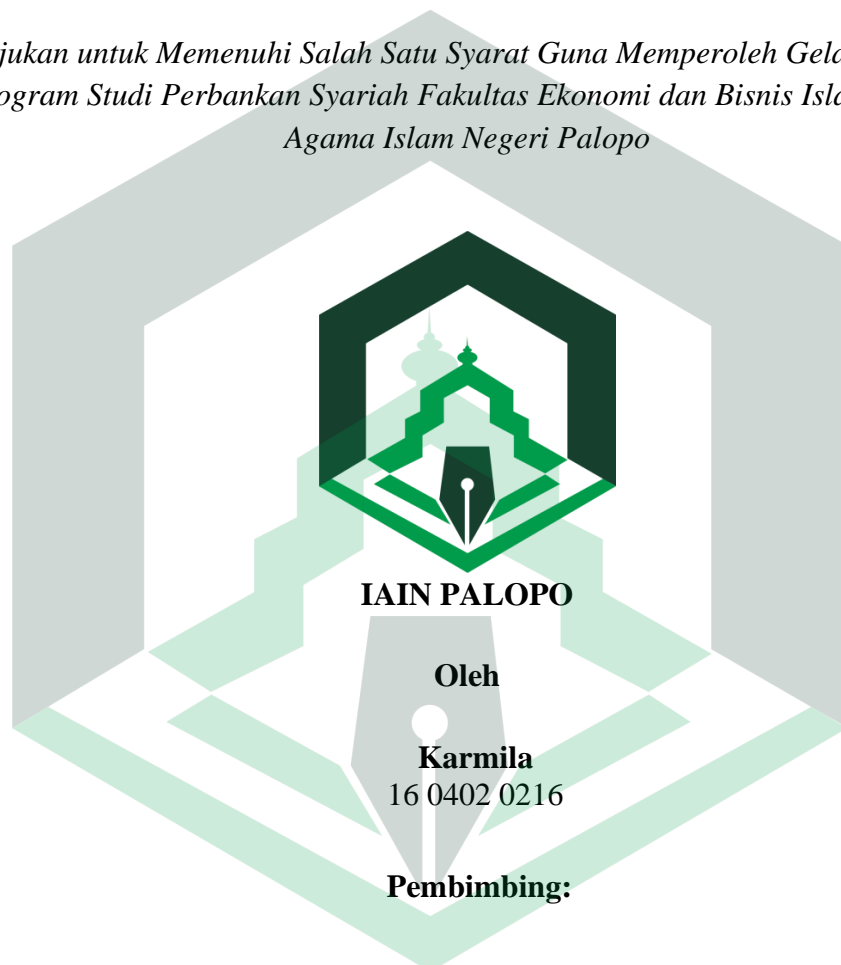 jukan untuk Memenuhi Salah Satu Syarat Guna Memperoleh Gela
ogram Studi Perbankan Syariah Fakultas Ekonomi dan Bisnis Isla
Agama Islam Negeri Palopo
IAIN PALOPO
Oleh
Karmila
16 0402 0216
Pembimbing: